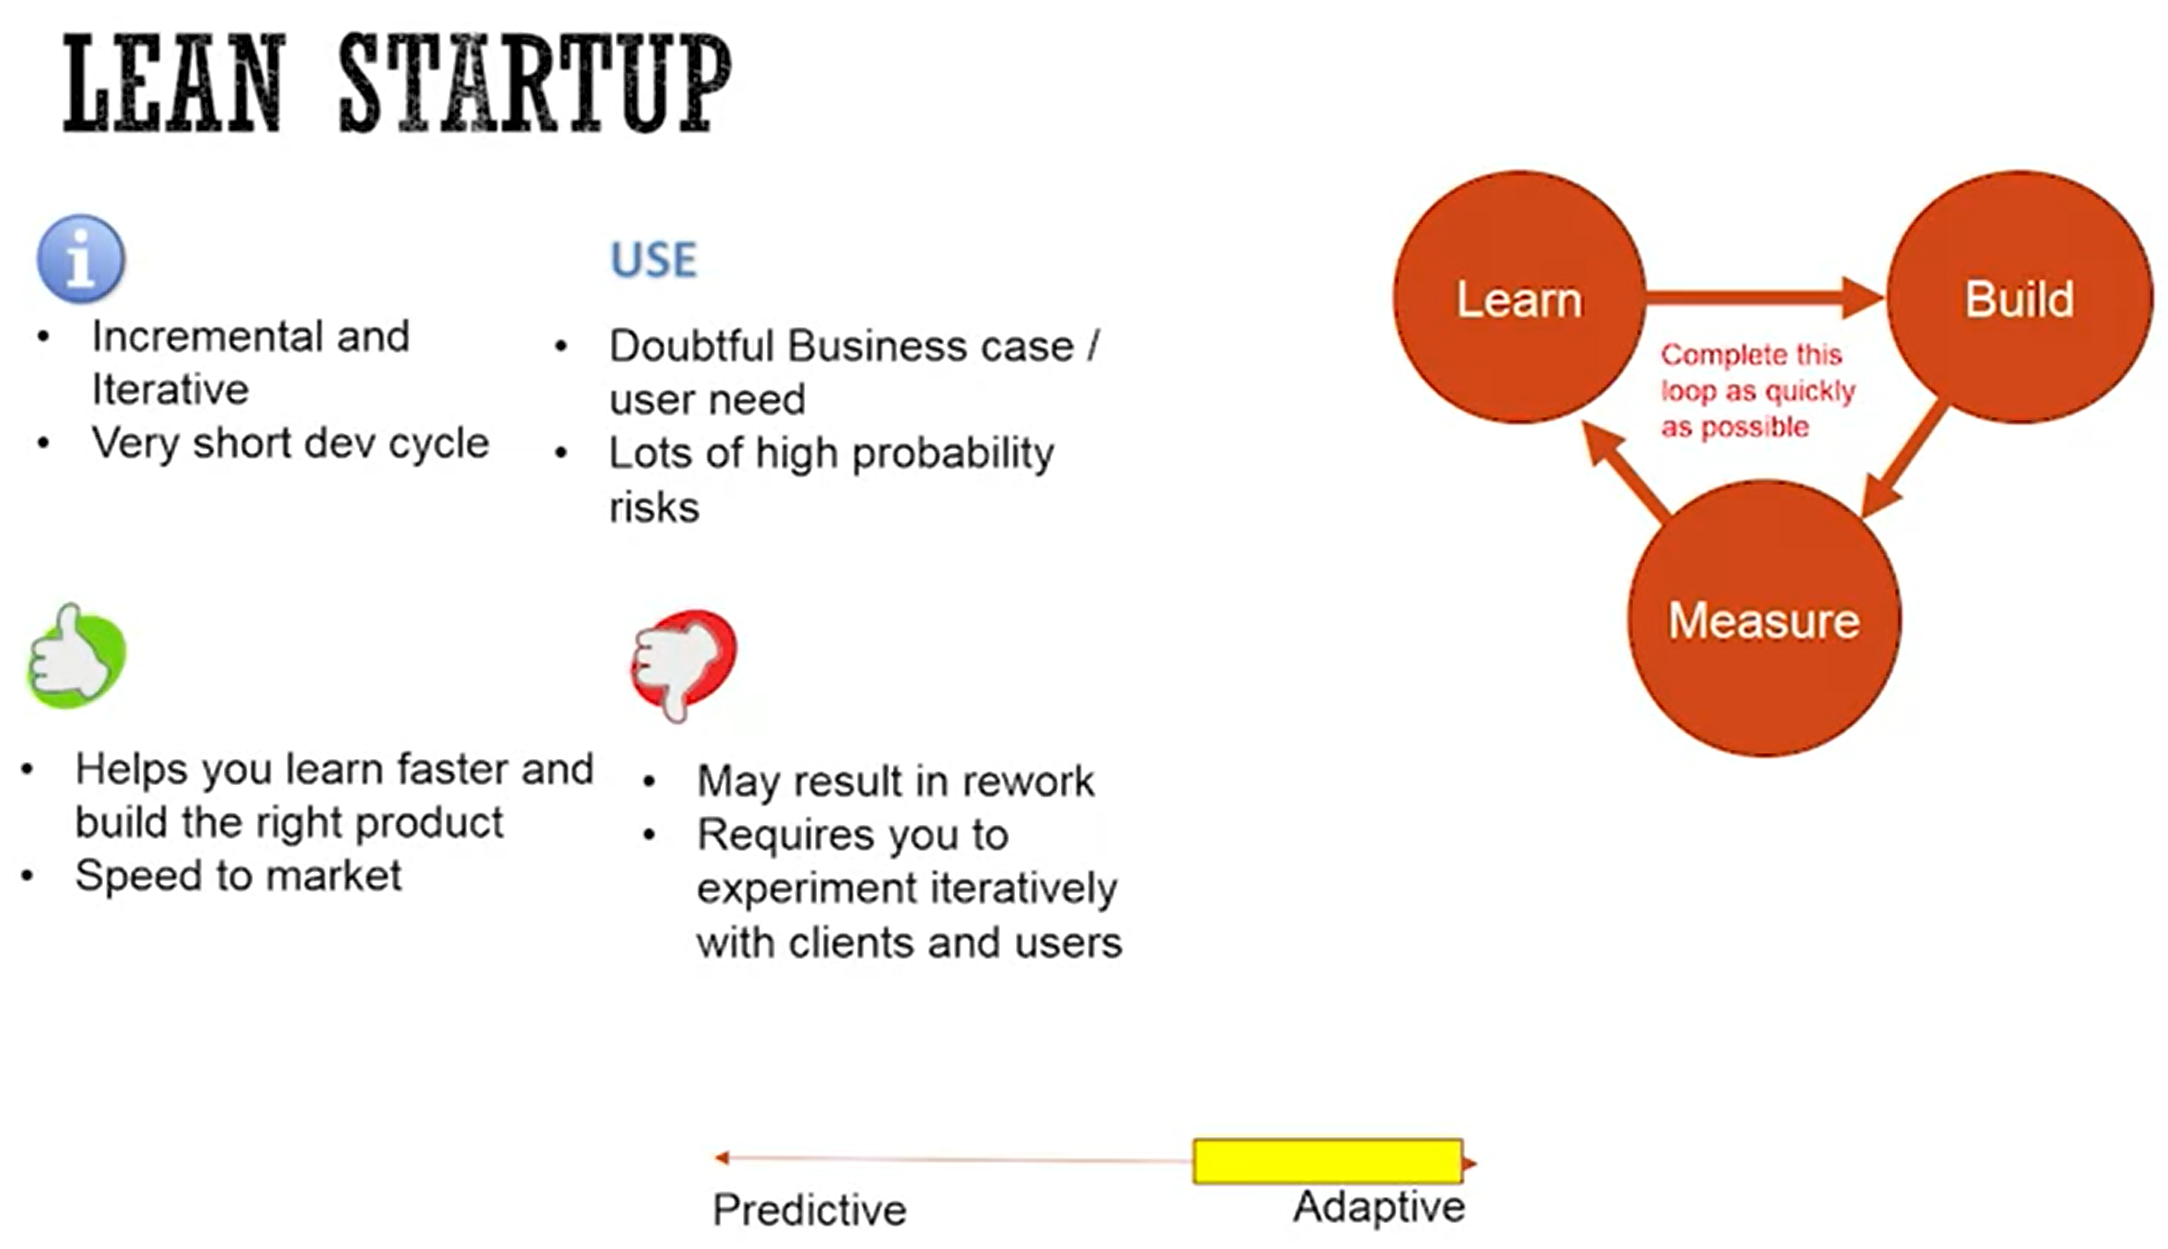 LEAN STARTUP
• Incremental and
Iterative
• Very short dev cycle
USE
• Doubtful Business case /
user need
• Lots of high probability
risks
• Helps you learn faster and
build the right product
• Speed to market
• May result in rework
• Requires you to
experiment iteratively
with clients and users
Learn
Build
Complete this
loop as quickly
as possible
Measure
Predictive
Adaptive